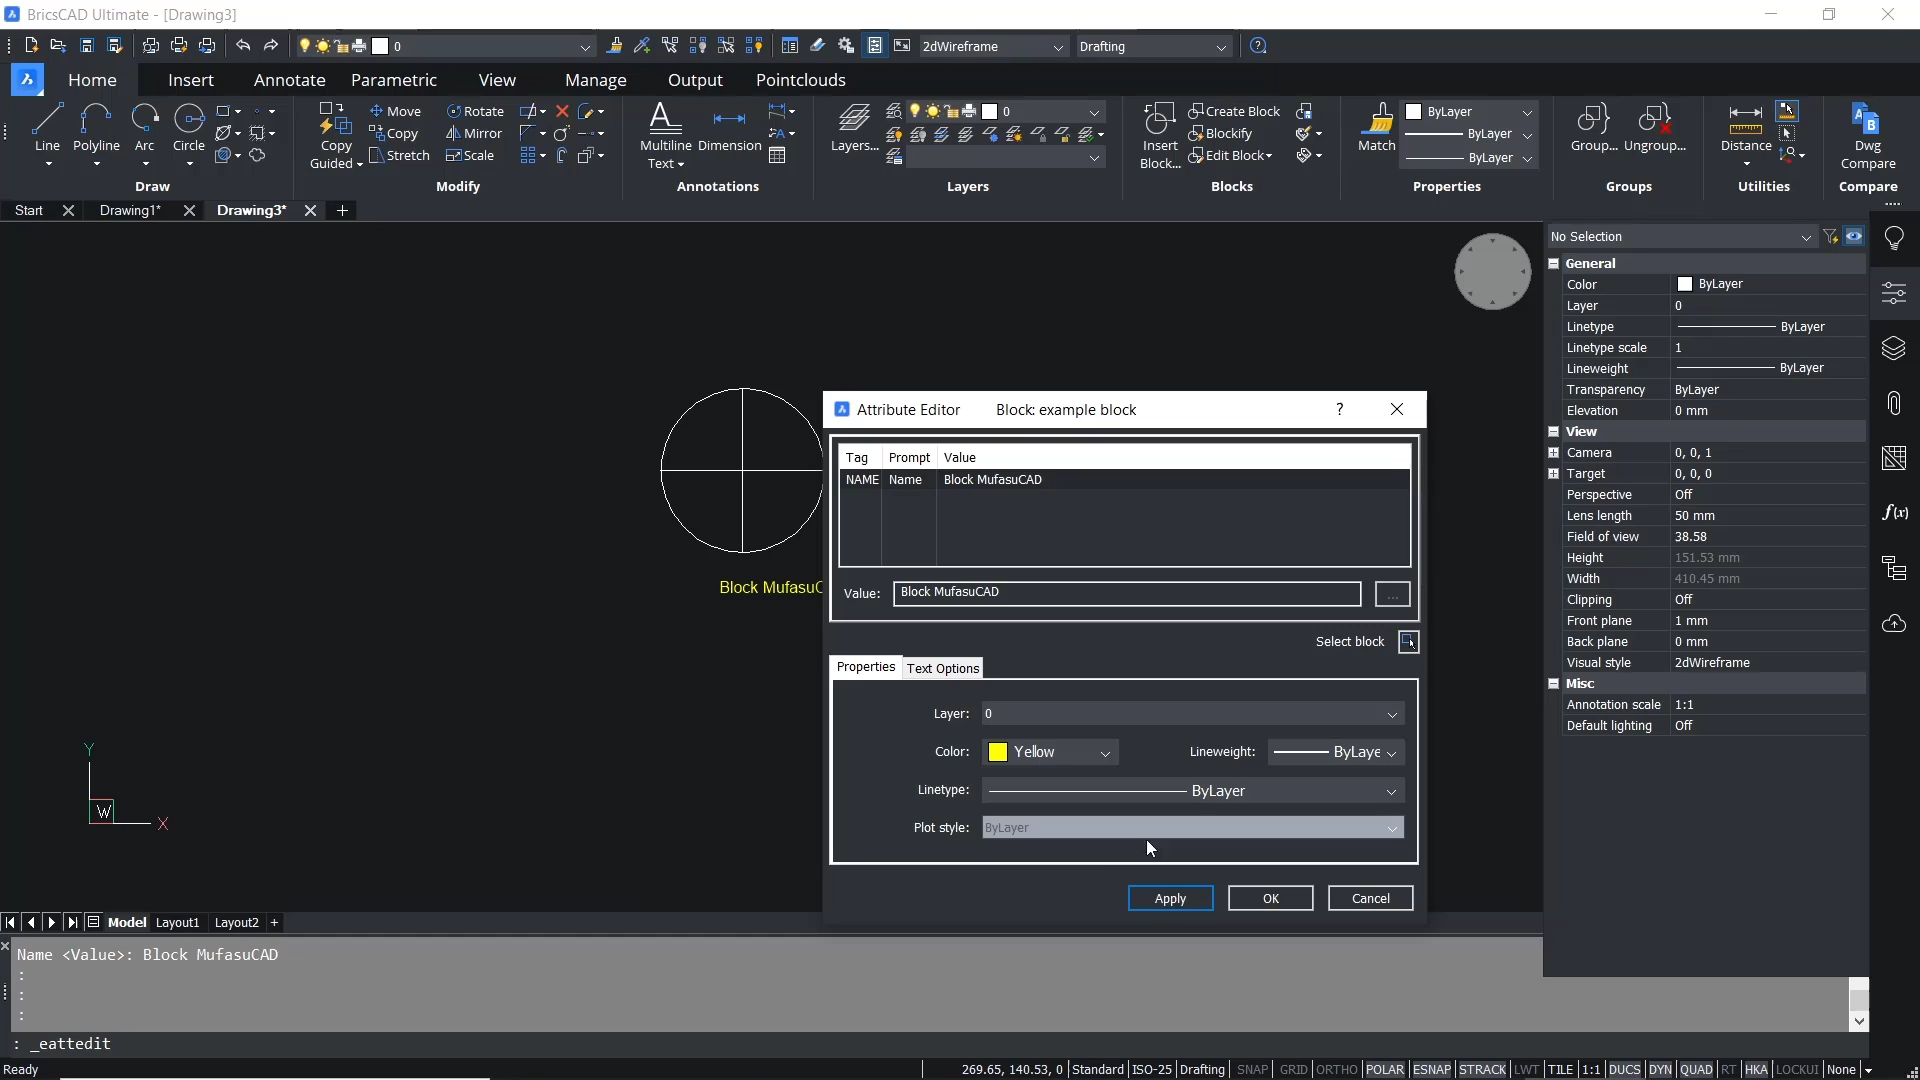 BricsCAD Ultimate - [Drawing3]
0
2dWireframe
Drafting
Home Insert Annotate Parametric View Manage Output Pointclouds
Line
Polyline
Arc
Circle
Draw
Copy
Guided
Move
Copy
Stretch
Rotate
Mirror
Scale
Modify
Multiline
Text
Dimension
Annotations
Layers...
0
Layers
Insert
Block...
Create Block
Blockify
Edit Block
Blocks
Match
ByLayer
ByLayer
ByLayer
Properties
Group...
Ungroup...
Groups
Distance
Utilities
Dwg
Compare
Compare
Start
Drawing1*
Drawing3*
No Selection
General
Color ByLayer
Layer 0
Linetype ByLayer
Linetype scale 1
Lineweight ByLayer
Transparency ByLayer
Elevation 0 mm
View
Camera 0, 0, 1
Target 0, 0, 0
Perspective Off
Lens length 50 mm
Field of view 38.58
Height 151.53 mm
Width 410.45 mm
Clipping Off
Front plane 1 mm
Back plane 0 mm
Visual style 2dWireframe
Misc
Annotation scale 1:1
Default lighting Off
f(x)
Block MufasuC
Y
W
X
Attribute Editor Block: example block
?
Tag Prompt Value
NAME Name Block MufasuCAD
Value: Block MufasuCAD ...
Select block
Properties Text Options
Layer: 0
Color: Yellow Lineweight: ByLaye
Linetype: ByLayer
Plot style: ByLayer
Apply OK Cancel
Model Layout1 Layout2 +
Name <Value>: Block MufasuCAD
:
:
:
: _eattedit
Ready
269.65, 140.53, 0 Standard ISO-25 Drafting SNAP GRID ORTHO POLAR ESNAP STRACK LWT TILE 1:1 DUCS DYN QUAD RT HKA LOCKUI None